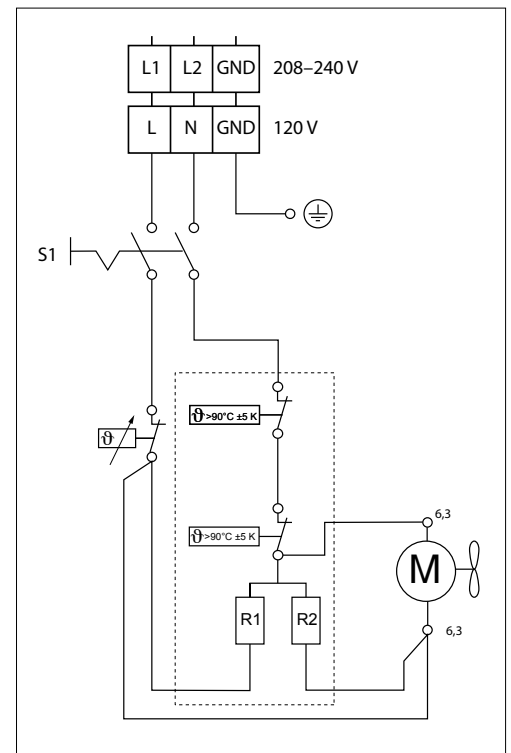 L1 L2 GND 208–240 V
L N GND 120 V
S1
ϑ >90°C ±5 K
ϑ
ϑ >90°C ±5 K
6,3
M
R1 R2
6,3